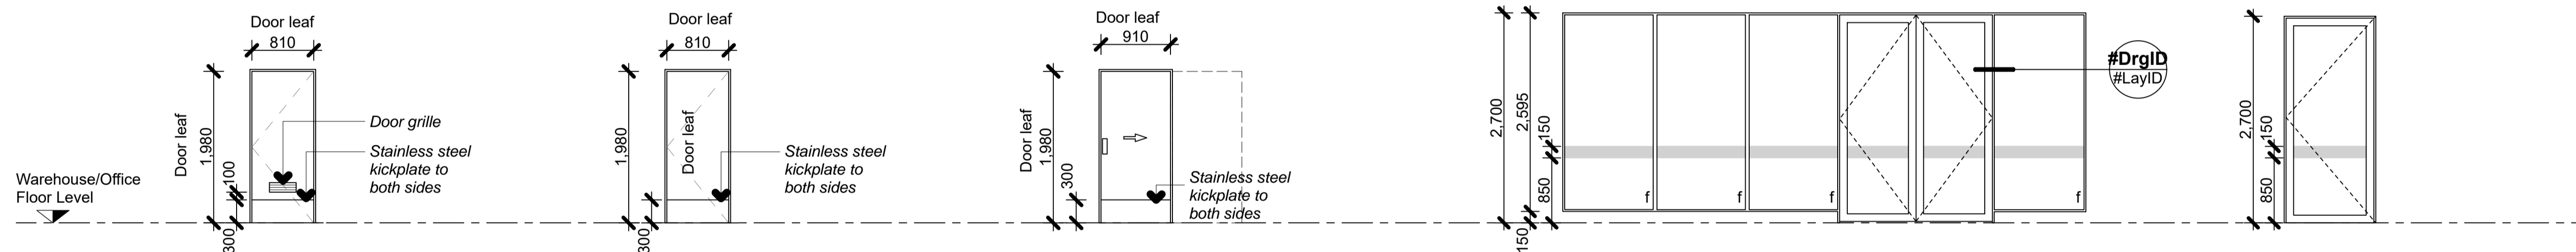 Warehouse/Office
Floor Level
Door leaf
810
Door leaf
1,980
100
300
Door grille
Stainless steel
kickplate to
both sides
Door leaf
810
1,980
Door leaf
300
Stainless steel
kickplate to
both sides
Door leaf
910
Door leaf
1,980
300
Stainless steel
kickplate to
both sides
2,700
2,595
150
850
150
f
f
f
f
#DrgID
#LayID
2,700
150
850